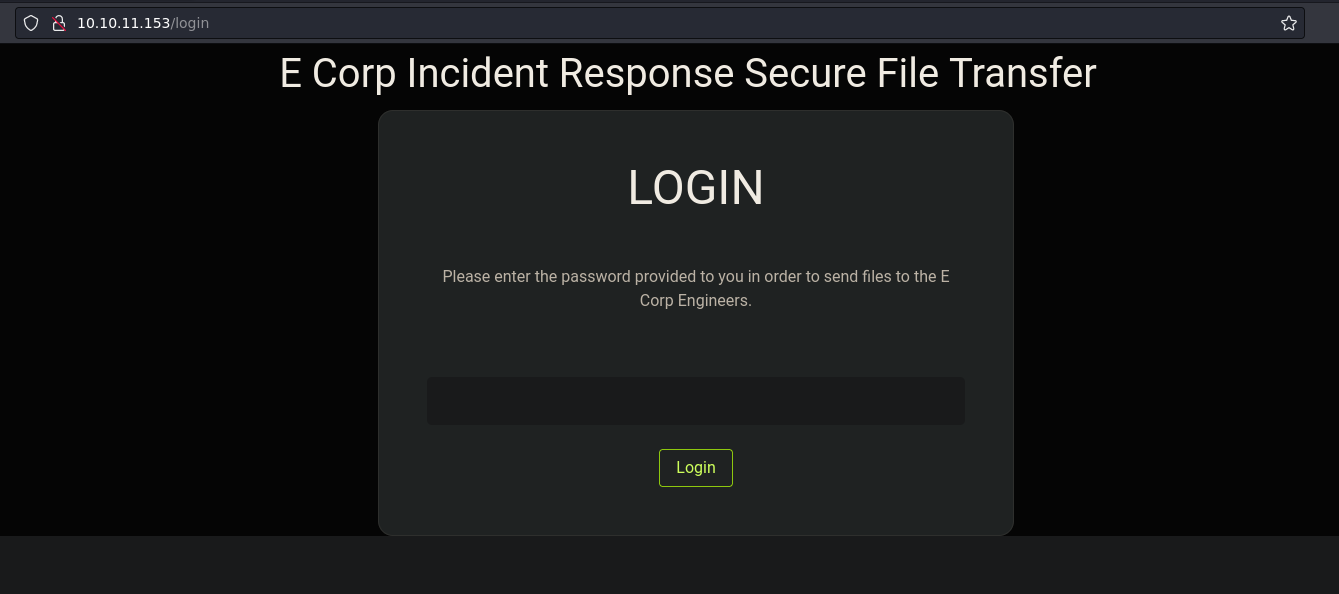 10.10.11.153/login
E Corp Incident Response Secure File Transfer
LOGIN
Please enter the password provided to you in order to send files to the E
Corp Engineers.
Login